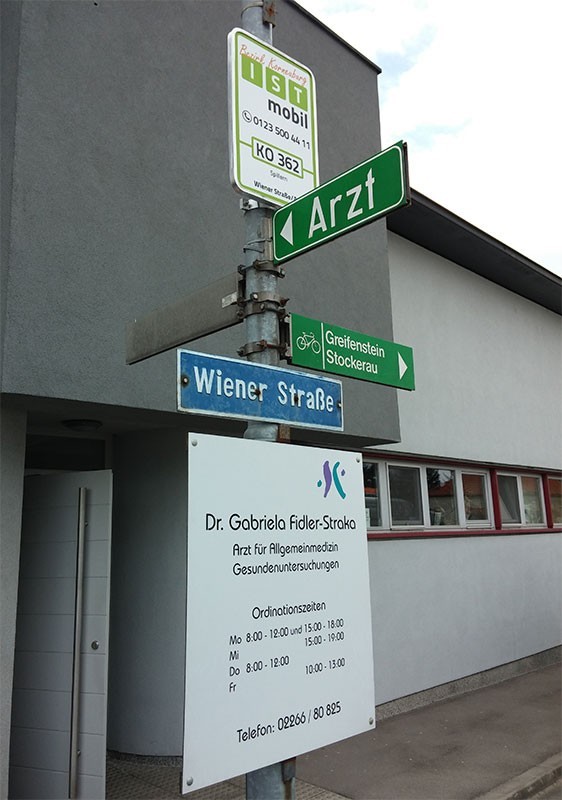 Bezirk Korneuburg
IST
mobil
0123 500 44 11
KO 362
Spillern
Wiener Straße/
Arzt
Greifenstein
Stockerau
Wiener Straße
Dr. Gabriela Fidler-Straka
Arzt für Allgemeinmedizin
Gesundenuntersuchungen
Ordinationszeiten
Mo 8:00 - 12:00 und 15:00 - 18:00
Mi 15:00 - 19:00
Do 8:00 - 12:00
Fr 10:00 - 13:00
Telefon: 02266 / 80 825